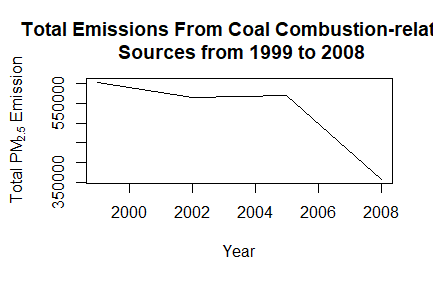 Total Emissions From Coal Combustion-relat
Sources from 1999 to 2008
Total PM2.5 Emission
550000
350000
2000 2002 2004 2006 2008
Year